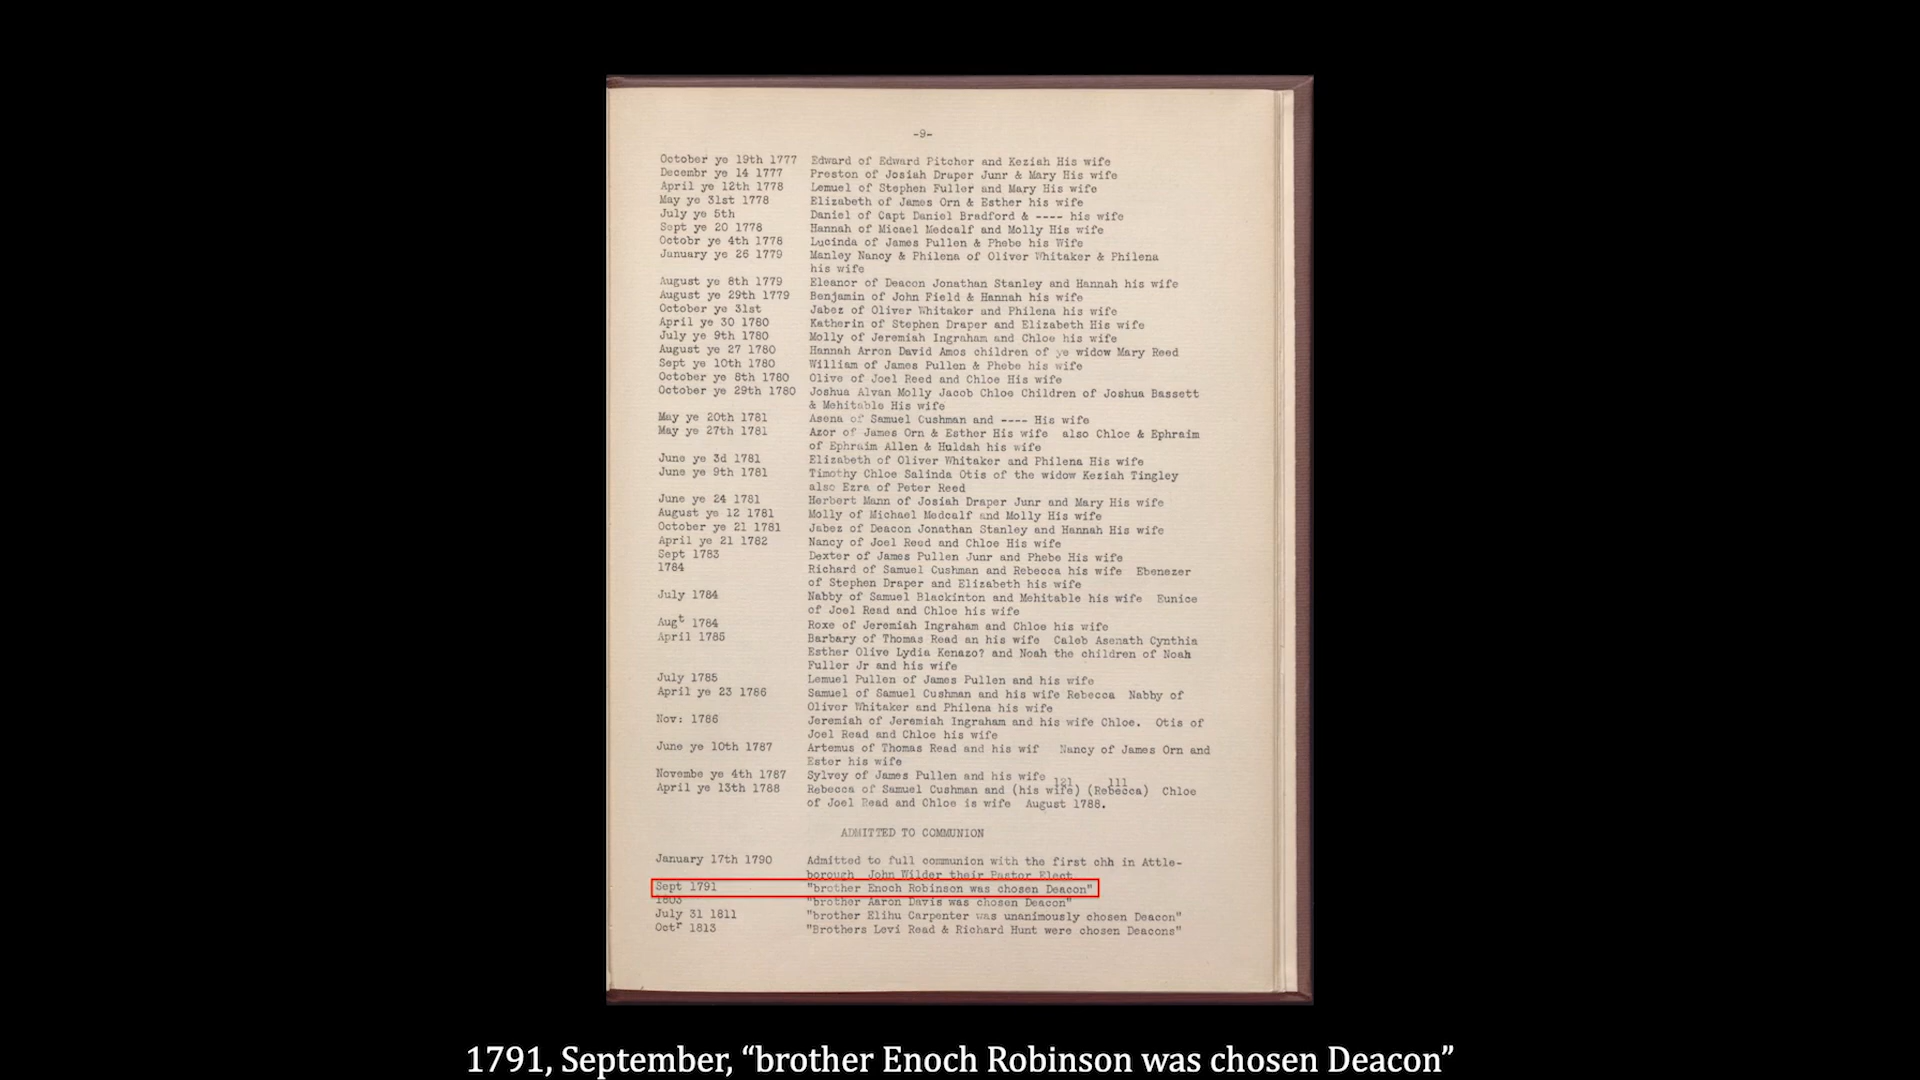 -9-
October ye 19th 1777 Edward of Edward Pitcher and Keziah His wife
Decembr ye 14 1777 Preston of Josiah Draper Junr & Mary His wife
April ye 12th 1778 Lemuel of Stephen Fuller and Mary His wife
May ye 31st 1778 Elizabeth of James Orn & Esther his wife
July ye 5th Daniel of Capt Daniel Bradford & ---- his wife
Sept ye 20 1778 Hannah of Micael Medcalf and Molly His wife
Octobr ye 4th 1778 Lucinda of James Pullen & Phebe his Wife
January ye 26 1779 Manley Nancy & Philena of Oliver Whitaker & Philena
his wife
August ye 8th 1779 Eleanor of Deacon Jonathan Stanley and Hannah his wife
August ye 29th 1779 Benjamin of John Field & Hannah his wife
October ye 31st Jabez of Oliver Whitaker and Philena his wife
April ye 30 1780 Katherin of Stephen Draper and Elizabeth His wife
July ye 9th 1780 Molly of Jeremiah Ingraham and Chloe his wife
August ye 27 1780 Hannah Arron David Amos children of ye widow Mary Reed
Sept ye 10th 1780 William of James Pullen & Phebe his wife
October ye 8th 1780 Olive of Joel Reed and Chloe His wife
October ye 29th 1780 Joshua Alvan Molly Jacob Chloe Children of Joshua Bassett
& Mehitable His wife
May ye 20th 1781 Asena of Samuel Cushman and ---- His wife
May ye 27th 1781 Azor of James Orn & Esther His wife also Chloe & Ephraim
of Ephraim Allen & Huldah his wife
June ye 3d 1781 Elizabeth of Oliver Whitaker and Philena His wife
June ye 9th 1781 Timothy Chloe Salinda Otis of the widow Keziah Tingley
also Ezra of Peter Reed
June ye 24 1781 Herbert Mann of Josiah Draper Junr and Mary His wife
August ye 12 1781 Molly of Michael Medcalf and Molly His wife
October ye 21 1781 Jabez of Deacon Jonathan Stanley and Hannah His wife
April ye 21 1782 Nancy of Joel Reed and Chloe His wife
Sept 1783 Dexter of James Pullen Junr and Phebe His wife
1784 Richard of Samuel Cushman and Rebecca his wife Ebenezer
of Stephen Draper and Elizabeth his wife
July 1784 Nabby of Samuel Blackinton and Mehitable his wife Eunice
of Joel Read and Chloe his wife
Augt 1784 Roxe of Jeremiah Ingraham and Chloe his wife
April 1785 Barbary of Thomas Read an his wife Caleb Asenath Cynthia
Esther Olive Lydia Kenazo? and Noah the children of Noah
Fuller Jr and his wife
July 1785 Lemuel Pullen of James Pullen and his wife
April ye 23 1786 Samuel of Samuel Cushman and his wife Rebecca Nabby of
Oliver Whitaker and Philena his wife
Nov: 1786 Jeremiah of Jeremiah Ingraham and his wife Chloe. Otis of
Joel Read and Chloe his wife
June ye 10th 1787 Artemus of Thomas Read and his wif Nancy of James Orn and
Ester his wife
Novembe ye 4th 1787 Sylvey of James Pullen and his wife
121 111
April ye 13th 1788 Rebecca of Samuel Cushman and (his wife) (Rebecca) Chloe
of Joel Read and Chloe is wife August 1788.
ADMITTED TO COMMUNION
January 17th 1790 Admitted to full communion with the first chh in Attle-
borough John Wilder their Pastor Elect
Sept 1791 "brother Enoch Robinson was chosen Deacon"
1803 "brother Aaron Davis was chosen Deacon"
July 31 1811 "brother Elihu Carpenter was unanimously chosen Deacon"
Octr 1813 "Brothers Levi Read & Richard Hunt were chosen Deacons"
1791, September, “brother Enoch Robinson was chosen Deacon”